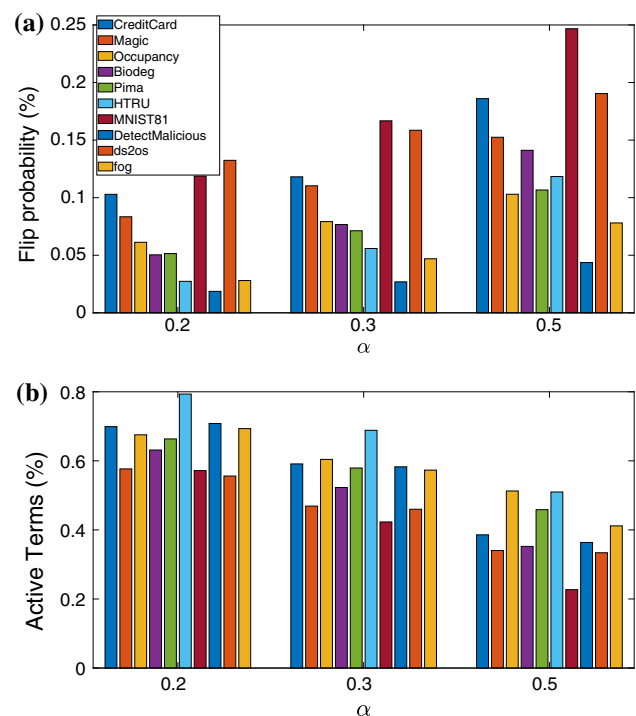 (a)
0.25
0.2
0.15
0.1
0.05
0
Flip probability (%)
CreditCard
Magic
Occupancy
Biodeg
Pima
HTRU
MNIST81
DetectMalicious
ds2os
fog
0.2 0.3 0.5
α
(b)
0.8
0.6
0.4
0.2
0
Active Terms (%)
0.2 0.3 0.5
α